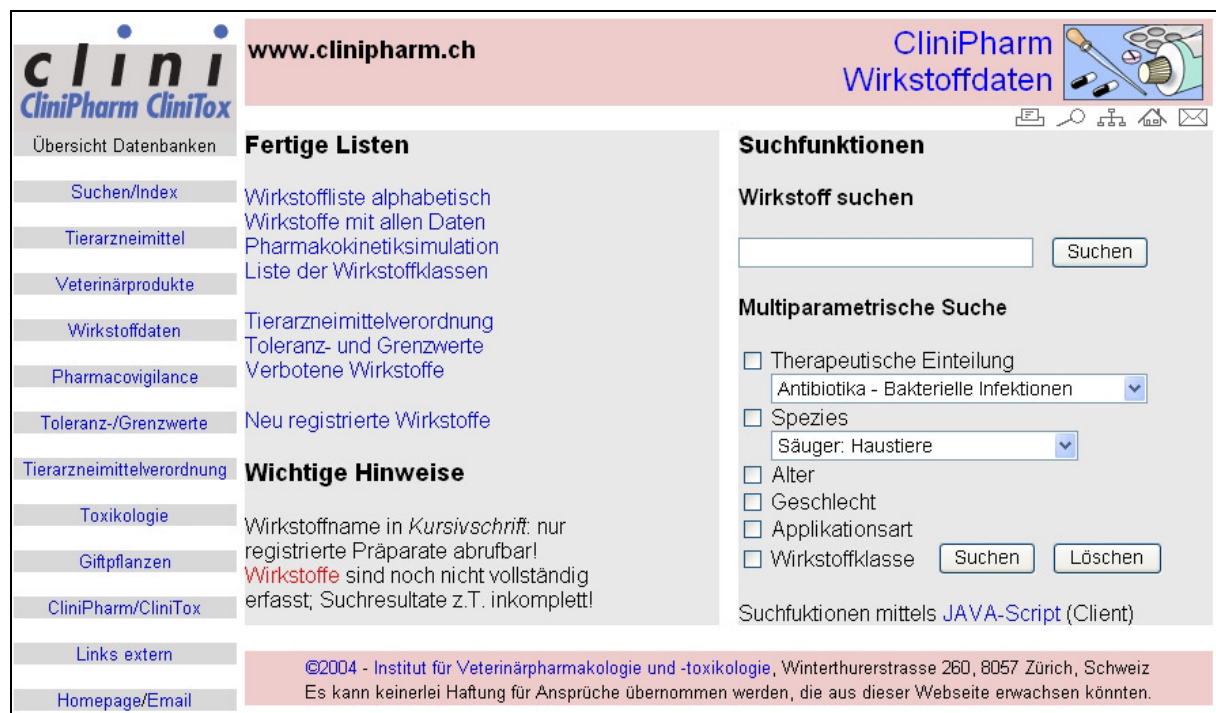 clini
CliniPharm CliniTox
www.clinipharm.ch
CliniPharm
Wirkstoffdaten
Übersicht Datenbanken
Suchen/Index
Tierarzneimittel
Veterinärprodukte
Wirkstoffdaten
Pharmacovigilance
Toleranz-/Grenzwerte
Tierarzneimittelverordnung
Toxikologie
Giftpflanzen
CliniPharm/CliniTox
Links extern
Homepage/Email
Fertige Listen
Wirkstoffliste alphabetisch
Wirkstoffe mit allen Daten
Pharmakokinetiksimulation
Liste der Wirkstoffklassen
Tierarzneimittelverordnung
Toleranz- und Grenzwerte
Verbotene Wirkstoffe
Neu registrierte Wirkstoffe
Wichtige Hinweise
Wirkstoffname in Kursivschrift: nur
registrierte Präparate abrufbar!
Wirkstoffe sind noch nicht vollständig
erfasst; Suchresultate z.T. inkomplett!
Suchfunktionen
Wirkstoff suchen
Suchen
Multiparametrische Suche
Therapeutische Einteilung
Antibiotika - Bakterielle Infektionen
Spezies
Säuger: Haustiere
Alter
Geschlecht
Applikationsart
Wirkstoffklasse Suchen Löschen
Suchfuktionen mittels JAVA-Script (Client)
©2004 - Institut für Veterinärpharmakologie und -toxikologie, Winterthurerstrasse 260, 8057 Zürich, Schweiz
Es kann keinerlei Haftung für Ansprüche übernommen werden, die aus dieser Webseite erwachsen könnten.